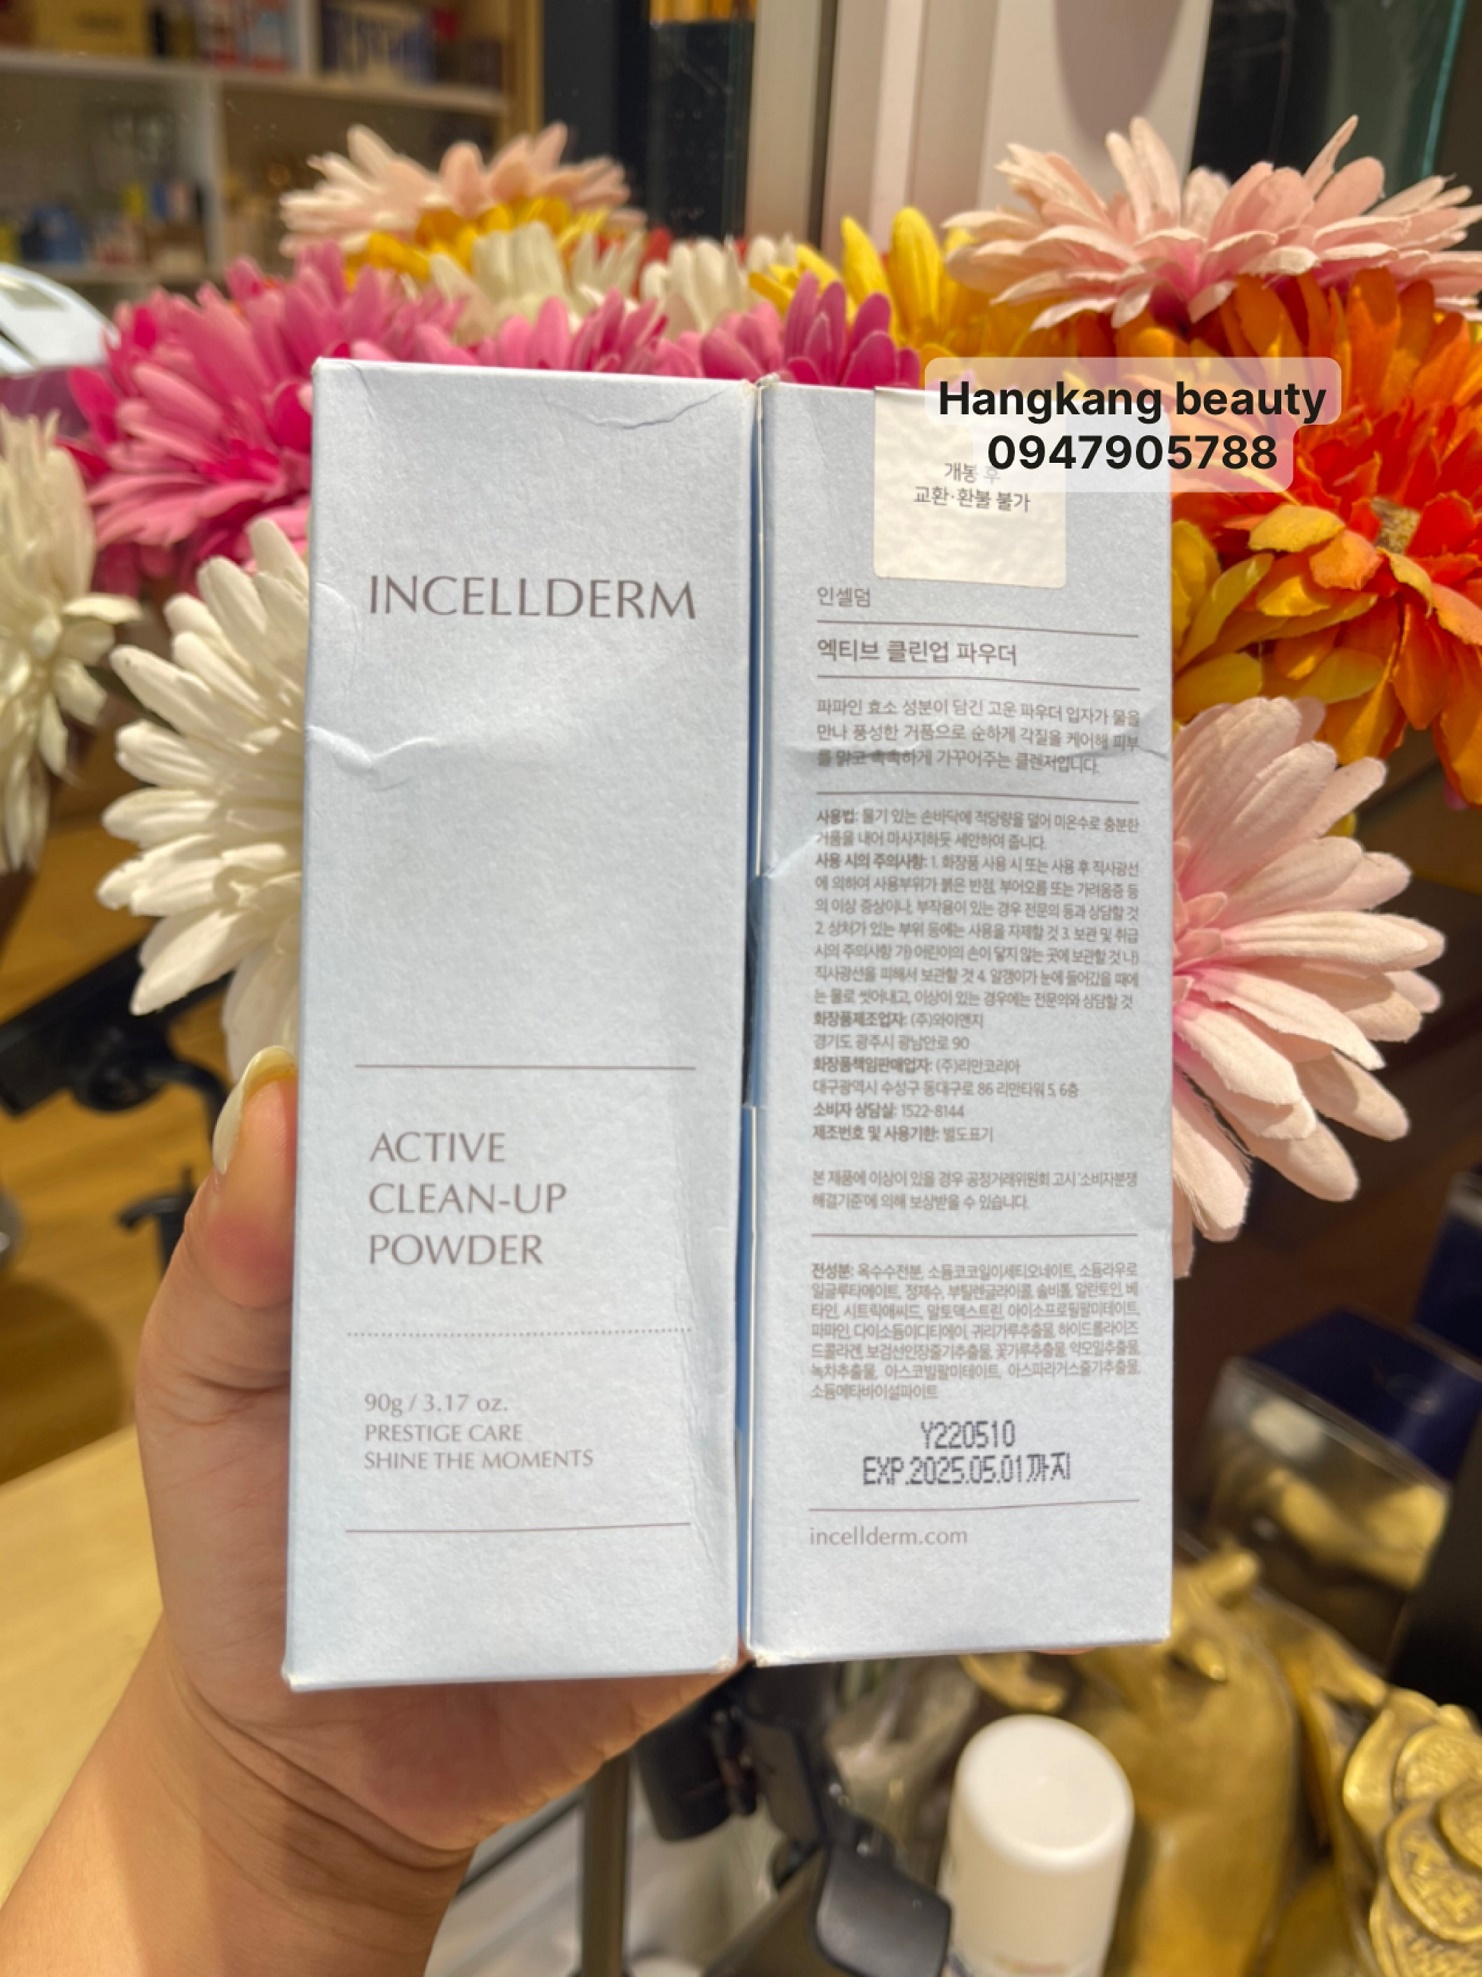 Hangkang beauty
0947905788
개봉 후
교환·환불 불가
INCELLDERM
ACTIVE
CLEAN-UP
POWDER
90g / 3.17 oz.
PRESTIGE CARE
SHINE THE MOMENTS
인셀덤
엑티브 클린업 파우더
파파인 효소 성분이 담긴 고운 파우더 입자가 물을
만나 풍성한 거품으로 순하게 각질을 케어해 피부
를 맑고 촉촉하게 가꾸어주는 클렌저입니다.
사용법: 물기 있는 손바닥에 적당량을 덜어 미온수로 충분한
거품을 내어 마사지하듯 세안하여 줍니다.
사용 시의 주의사항: 1. 화장품 사용 시 또는 사용 후 직사광선
에 의하여 사용부위가 붉은 반점, 부어오름 또는 가려움증 등
의 이상 증상이나, 부작용이 있는 경우 전문의 등과 상담할 것
2. 상처가 있는 부위 등에는 사용을 자제할 것 3. 보관 및 취급
시의 주의사항 가) 어린이의 손이 닿지 않는 곳에 보관할 것 나)
직사광선을 피해서 보관할 것 4. 알갱이가 눈에 들어갔을 때에
는 물로 씻어내고, 이상이 있는 경우에는 전문의와 상담할 것
화장품제조업자: (주)와이앤지
경기도 광주시 광남안로 90
화장품책임판매업자: (주)리만코리아
대구광역시 수성구 동대구로 86 리만타워 5, 6층
소비자 상담실: 1522-8144
제조번호 및 사용기한: 별도표기
본 제품에 이상이 있을 경우 공정거래위원회 고시 '소비자분쟁
해결기준'에 의해 보상받을 수 있습니다.
전성분: 옥수수전분, 소듐코코일이세티오네이트, 소듐라우로
일글루타메이트, 정제수, 부틸렌글라이콜, 솔비톨, 알란토인, 베
타인, 시트릭애씨드, 말토덱스트린, 아이소프로필팔미테이트,
파파인, 다이소듐이디티에이, 귀리가루추출물, 하이드롤라이즈
드콜라겐, 보검선인장줄기추출물, 꽃가루추출물, 약모밀추출물,
녹차추출물, 아스코빌팔미테이트, 아스파라거스줄기추출물,
소듐메타바이설파이트
Y220510
EXP.2025.05.01까지
incellderm.com